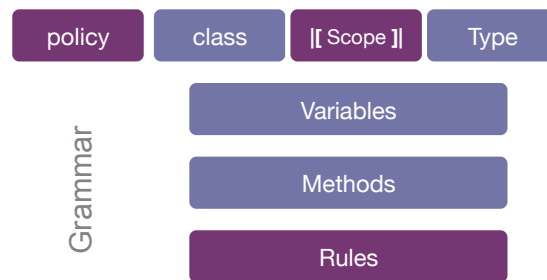 policy class |[ Scope ]| Type
Variables
Methods
Rules
Grammar